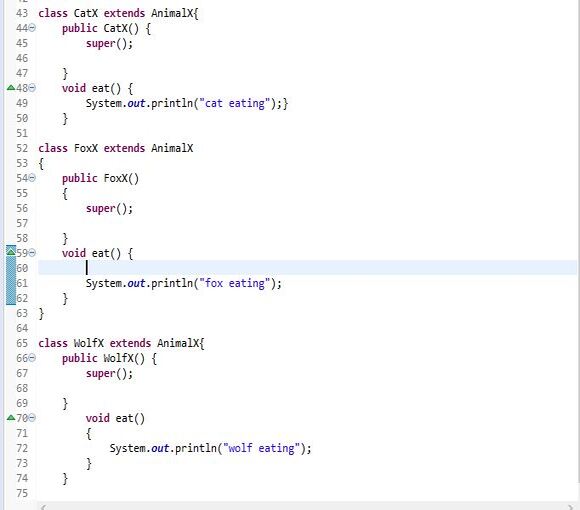 43 class CatX extends AnimalX{
44 public CatX() {
45 super();
46
47 }
48 void eat() {
49 System.out.println("cat eating");}
50 }
51
52 class FoxX extends AnimalX
53 {
54 public FoxX()
55 {
56 super();
57
58 }
59 void eat() {
60
61 System.out.println("fox eating");
62 }
63 }
64
65 class WolfX extends AnimalX{
66 public WolfX() {
67 super();
68
69 }
70 void eat()
71 {
72 System.out.println("wolf eating");
73 }
74 }
75